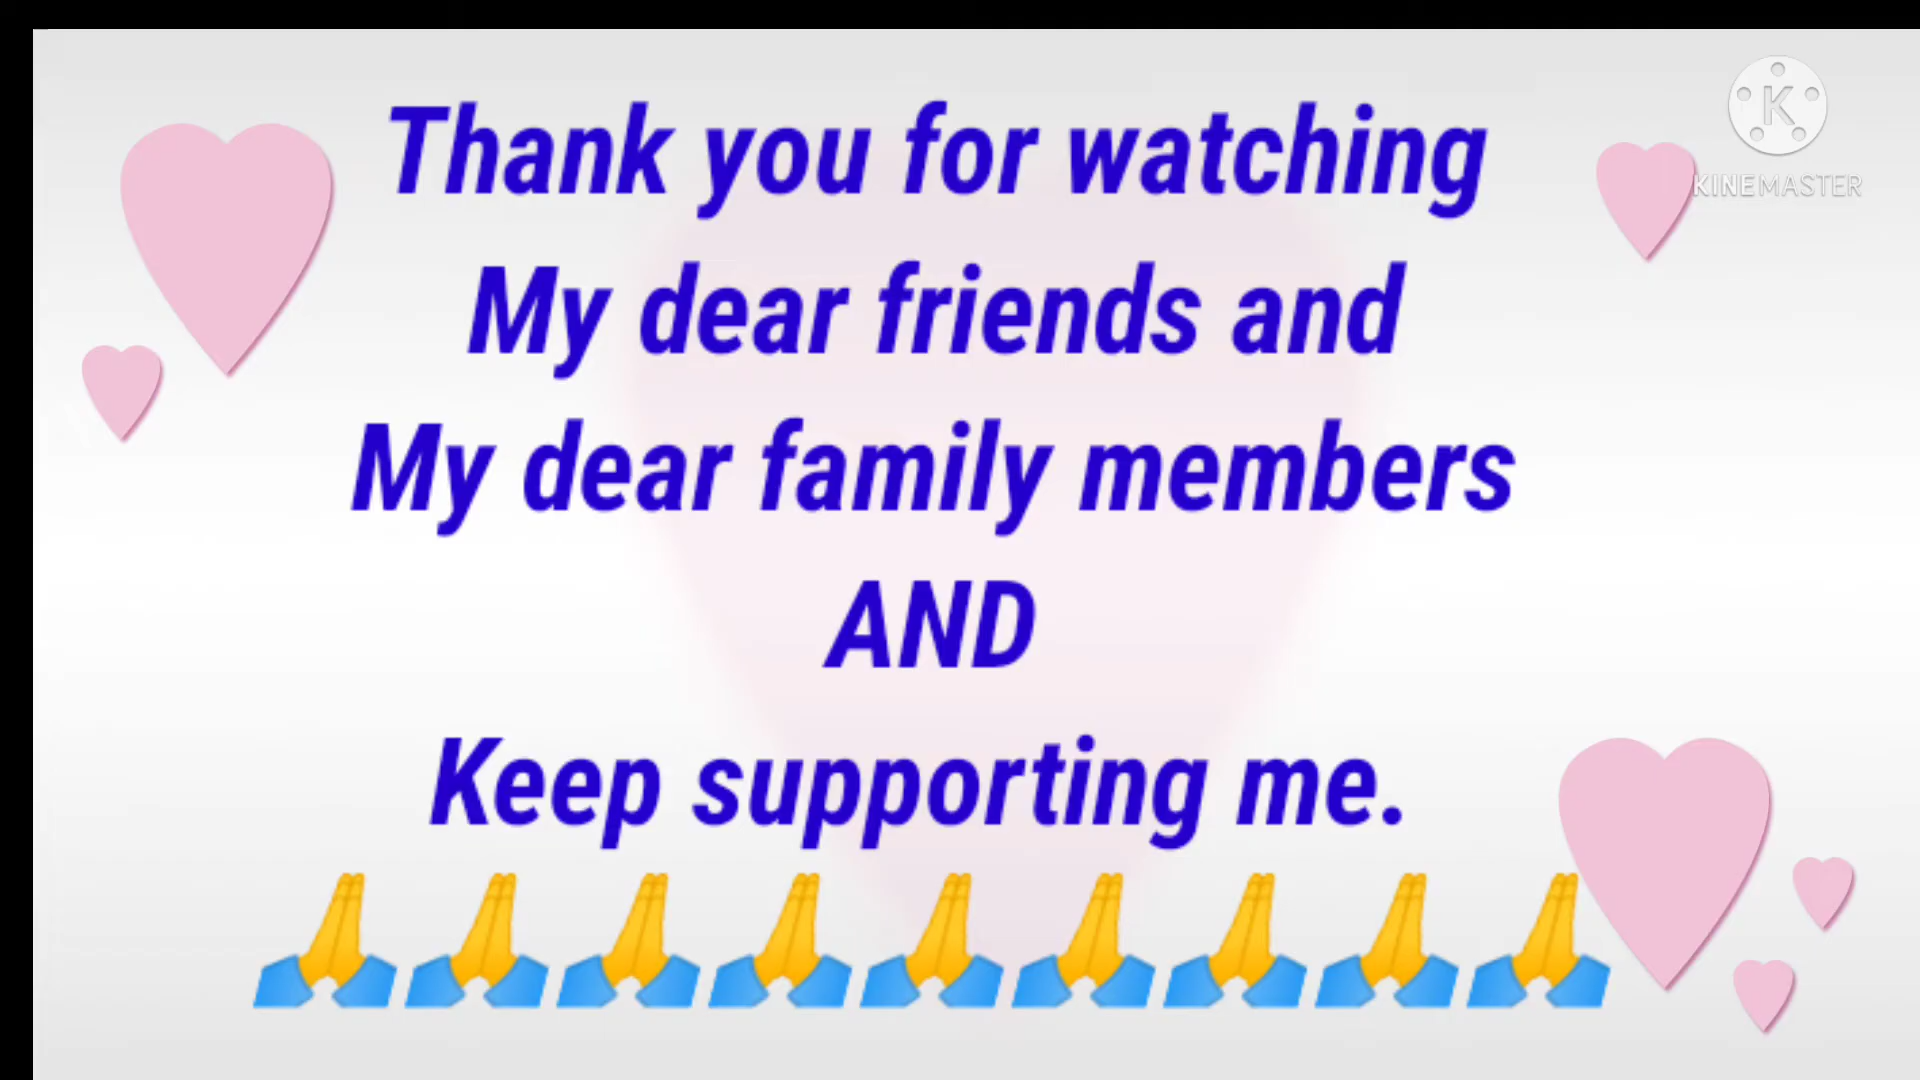 Thank you for watching
My dear friends and
My dear family members
AND
Keep supporting me.
🙏🙏🙏🙏🙏🙏🙏🙏🙏
K
KINEMASTER